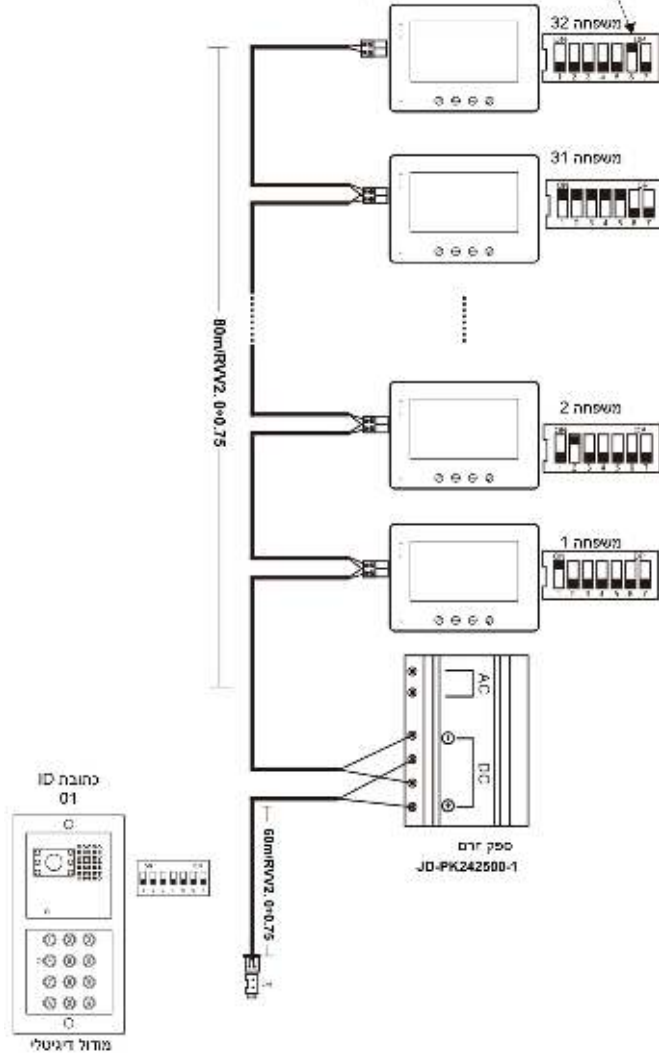 משפחה 32
משפחה 31
משפחה 2
משפחה 1
80m/RVV2.0*0.75
AC
DC
ספק זרם
JD-PK242500-1
60m/RVV2.0*0.75
כתובת ID
01
מודול דיגיטלי